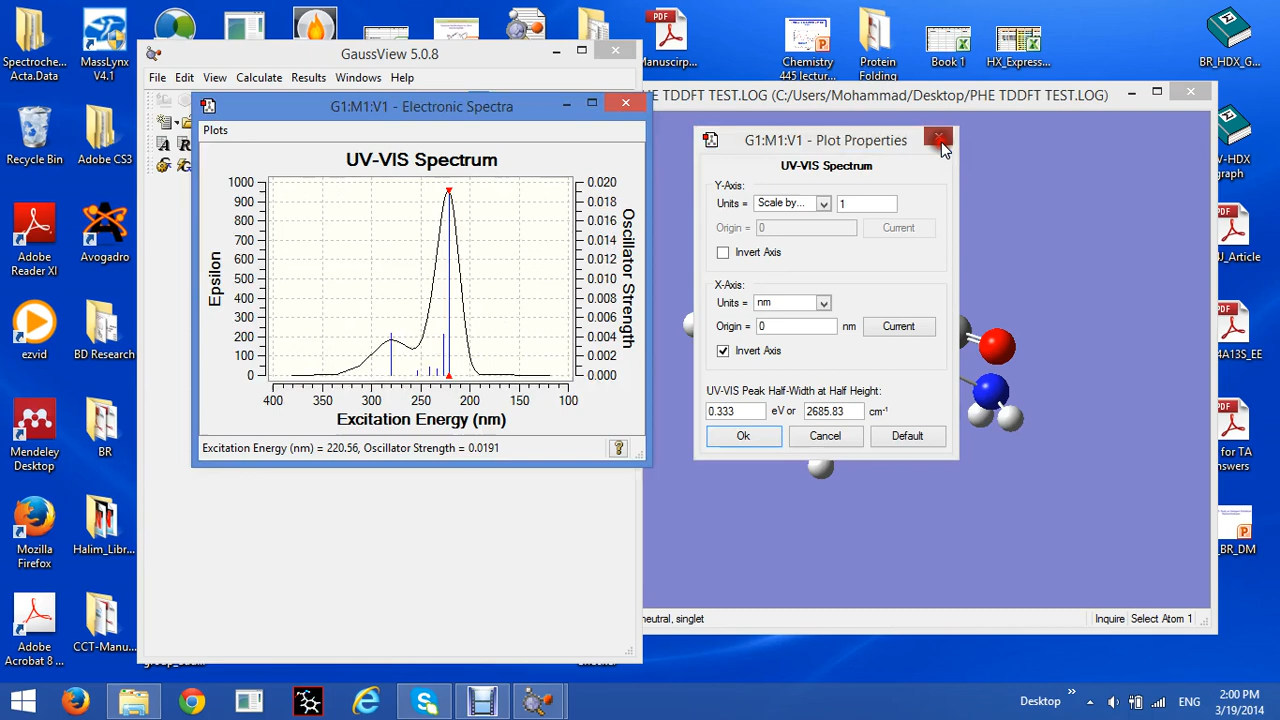 Spectroche...
Acta.Data
MassLynx
V4.1
Recycle Bin
Adobe CS3
Adobe
Reader XI
Avogadro
ezvid
BD Research
Mendeley
Desktop
BR
Mozilla
Firefox
Halim_Libr...
Adobe
Acrobat 8 ...
CCT-Manu...
GaussView 5.0.8
File Edit View Calculate Results Windows Help
G1:M1:V1 - Electronic Spectra
Plots
UV-VIS Spectrum
1000
900
800
700
600
500
400
300
200
100
0
Epsilon
0.020
0.018
0.016
0.014
0.012
0.010
0.008
0.006
0.004
0.002
0.000
Oscillator Strength
400 350 300 250 200 150 100
Excitation Energy (nm)
Excitation Energy (nm) = 220.56, Oscillator Strength = 0.0191
PDF
Manuscirp...
Chemistry
445 lectur...
Protein
Folding
Book 1
HX_Express...
BR_HDX_G...
HE TDDFT TEST.LOG (C:/Users/Mohammad/Desktop/PHE TDDFT TEST.LOG)
G1:M1:V1 - Plot Properties
UV-VIS Spectrum
Y-Axis:
Units = Scale by... 1
Origin = 0 Current
Invert Axis
X-Axis:
Units = nm
Origin = 0 nm Current
Invert Axis
UV-VIS Peak Half-Width at Half Height:
0.333 eV or 2685.83 cm-1
Ok Cancel Default
V-HDX
graph
J_Article
4A13S_EE
for TA
nswers
_BR_DM
neutral, singlet
Inquire Select Atom 1
Desktop
ENG
2:00 PM
3/19/2014